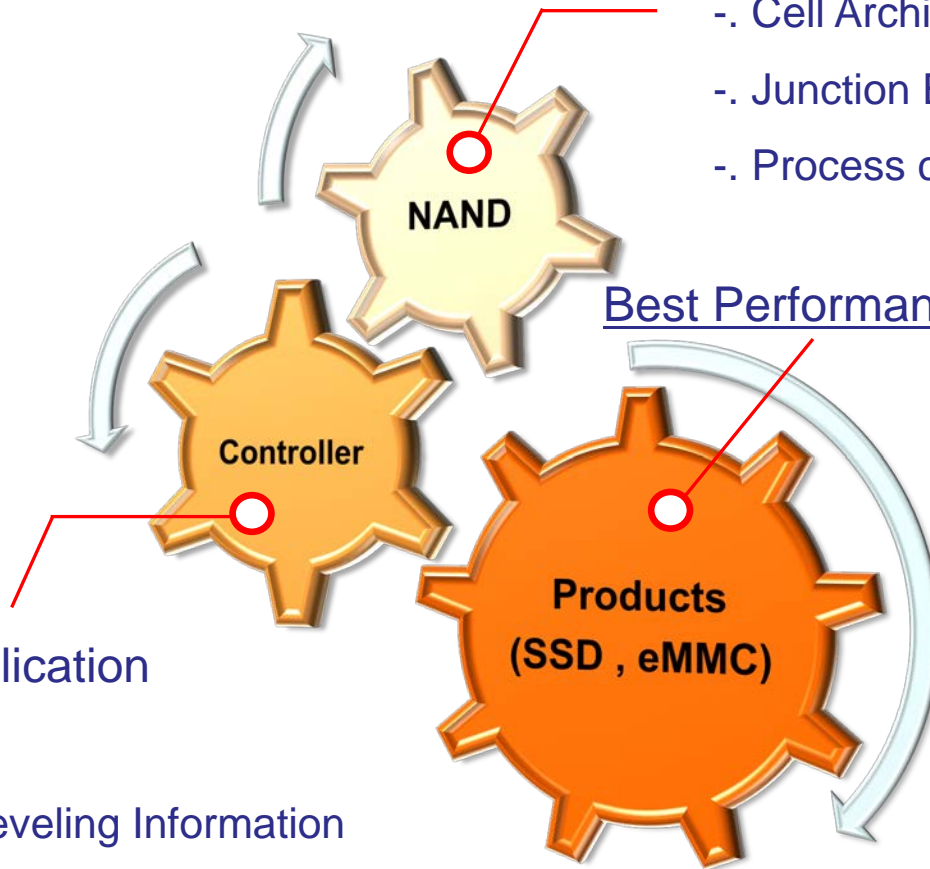 -. Cell Archi
-. Junction
-. Process
NAND
Best Performan
Controller
Products
(SSD , eMMC)
lication
eveling Information